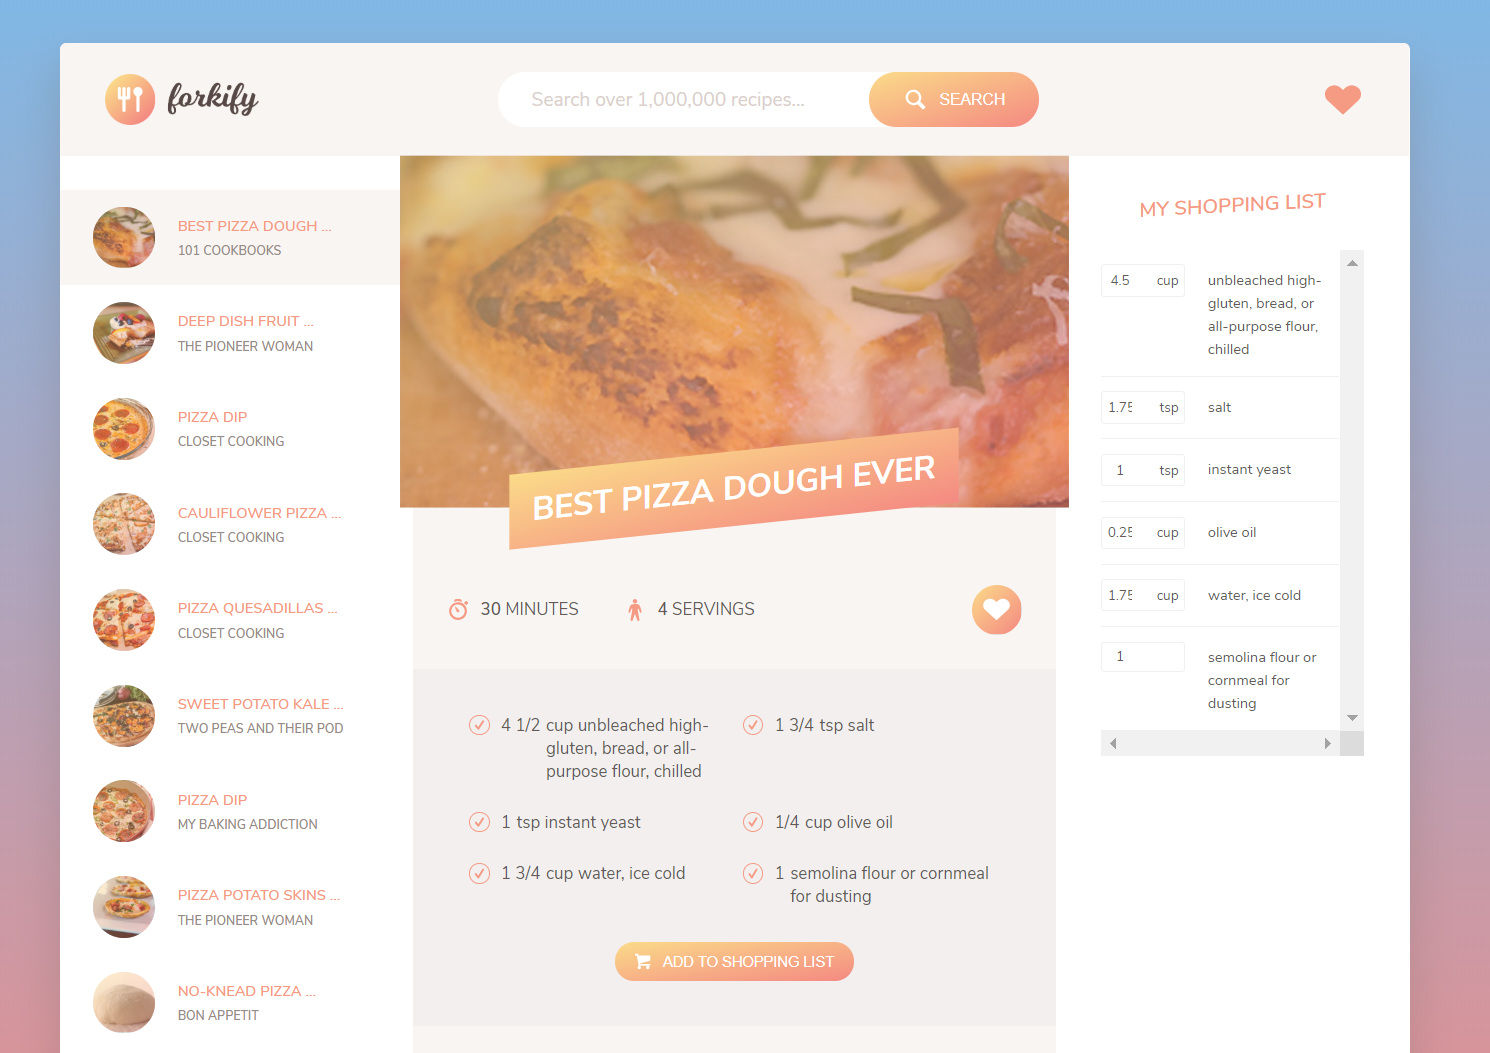 forkify
Search over 1,000,000 recipes...
SEARCH
BEST PIZZA DOUGH ...
101 COOKBOOKS
DEEP DISH FRUIT ...
THE PIONEER WOMAN
PIZZA DIP
CLOSET COOKING
CAULIFLOWER PIZZA ...
CLOSET COOKING
PIZZA QUESADILLAS ...
CLOSET COOKING
SWEET POTATO KALE ...
TWO PEAS AND THEIR POD
PIZZA DIP
MY BAKING ADDICTION
PIZZA POTATO SKINS ...
THE PIONEER WOMAN
NO-KNEAD PIZZA ...
BON APPETIT
BEST PIZZA DOUGH EVER
30 MINUTES
4 SERVINGS
4 1/2 cup unbleached high-
gluten, bread, or all-
purpose flour, chilled
1 3/4 tsp salt
1 tsp instant yeast
1/4 cup olive oil
1 3/4 cup water, ice cold
1 semolina flour or cornmeal
for dusting
ADD TO SHOPPING LIST
MY SHOPPING LIST
4.5 cup unbleached high-
gluten, bread, or
all-purpose flour,
chilled
1.75 tsp salt
1 tsp instant yeast
0.25 cup olive oil
1.75 cup water, ice cold
1 semolina flour or
cornmeal for
dusting